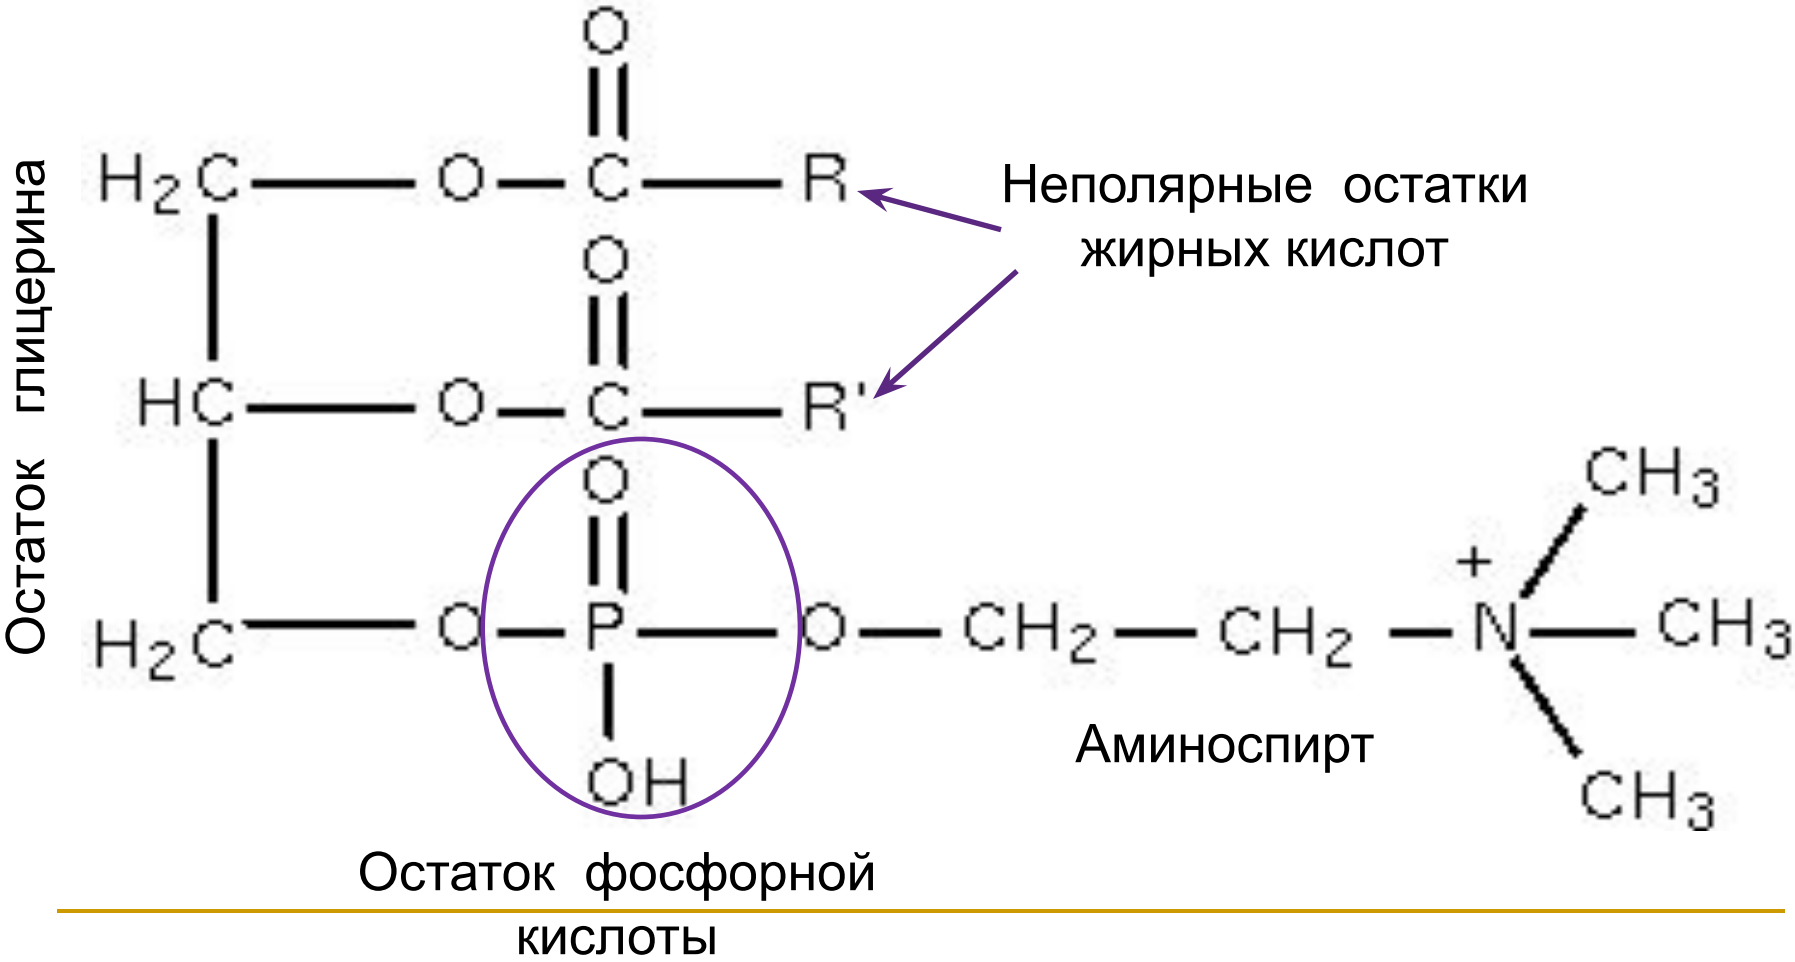 O
H2C O C R
Неполярные остатки
жирных кислот
O
HC O C R'
O
CH3
+
H2C O P O CH2 CH2 N CH3
OH
CH3
Аминоспирт
Остаток глицерина
Остаток фосфорной
кислоты